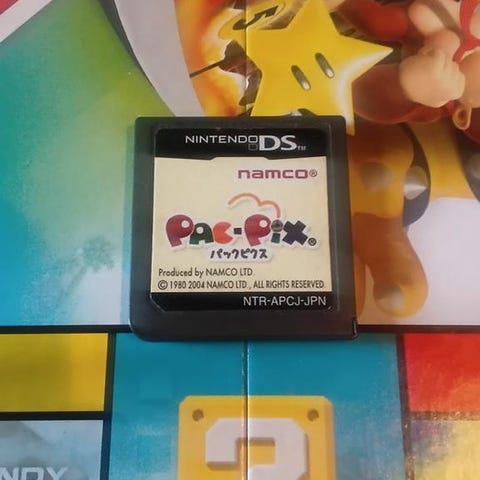 NINTENDO DS™
namco®
PAC-PIX®
パックピクス
Produced by NAMCO LTD.
© 1980 2004 NAMCO LTD., ALL RIGHTS RESERVED
NTR-APCJ-JPN
?